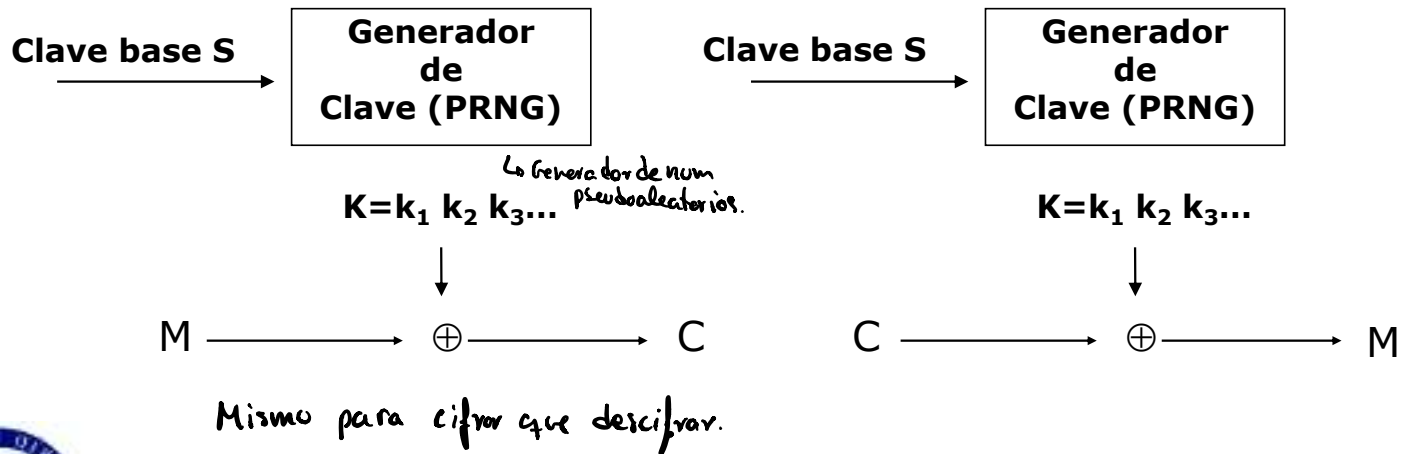 Clave base S
Generador
de
Clave (PRNG)
Clave base S
Generador
de
Clave (PRNG)
↳ Generador de num
pseudoaleatorios.
K=k₁ k₂ k₃...
K=k₁ k₂ k₃...
M ⊕ C
C ⊕ M
Mismo para cifrar que descifrar.